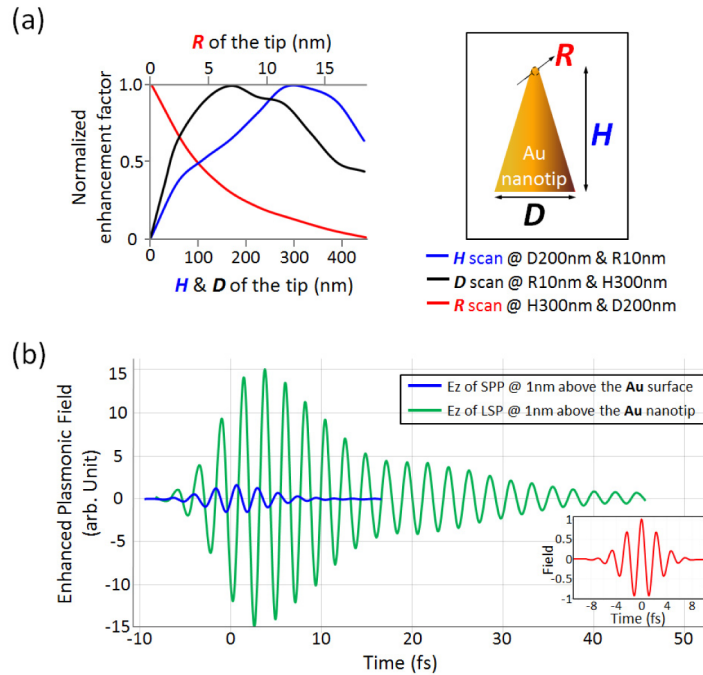 (a)
R of the tip (nm)
0 5 10 15
Normalized
enhancement factor
1.0
0.5
0
0 100 200 300 400
H & D of the tip (nm)
R
H
Au
nanotip
D
H scan @ D200nm & R10nm
D scan @ R10nm & H300nm
R scan @ H300nm & D200nm
(b)
Enhanced Plasmonic Field
(arb. Unit)
15
10
5
0
-5
-10
-15
-10 0 10 20 30 40 50
Time (fs)
Ez of SPP @ 1nm above the Au surface
Ez of LSP @ 1nm above the Au nanotip
Field
1
0.5
0
-0.5
-1
-8 -4 0 4 8
Time (fs)